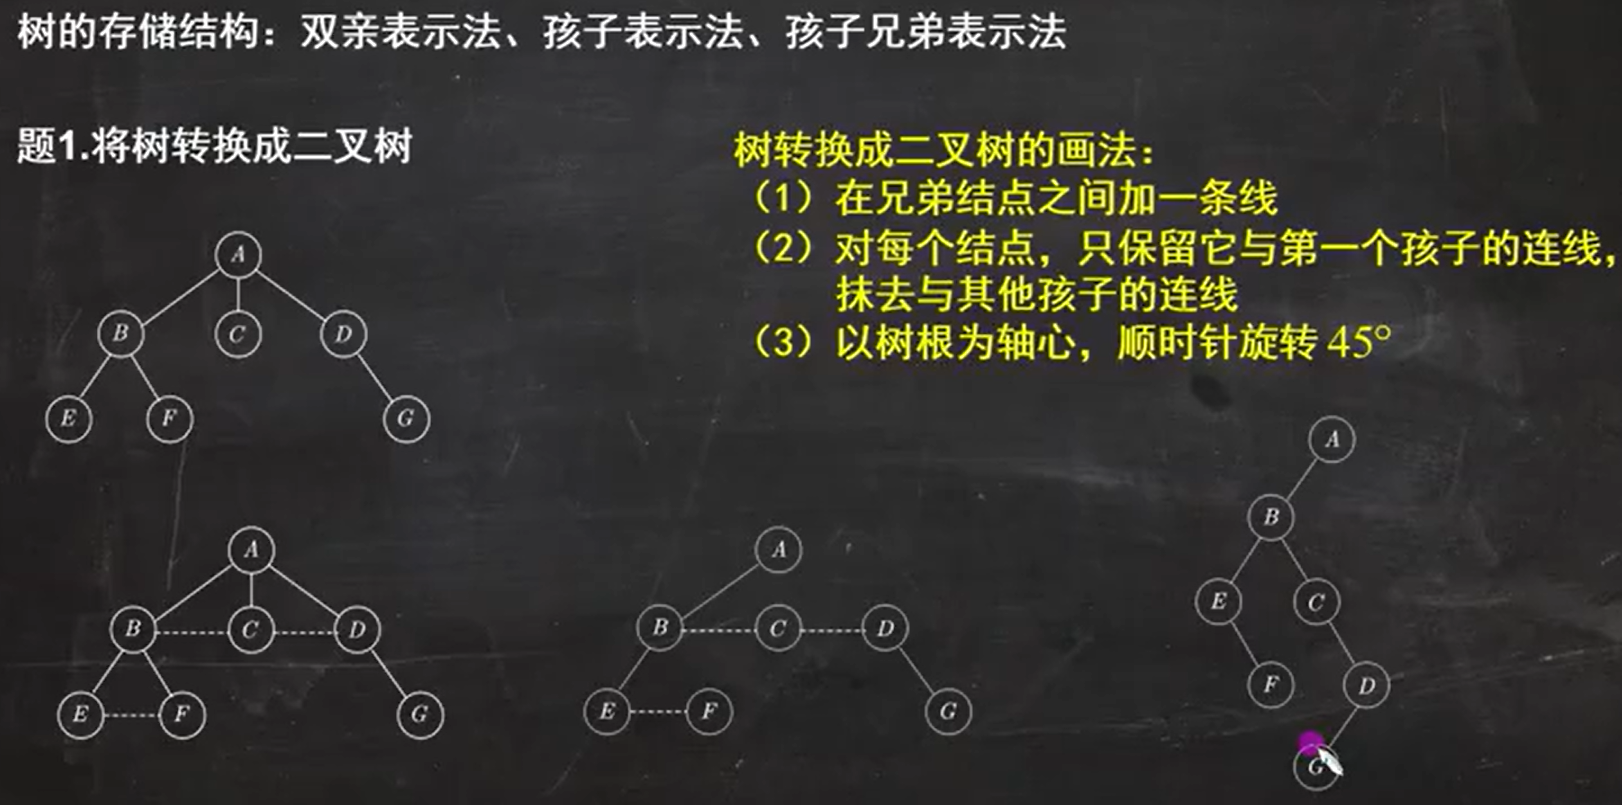 树的存储结构：双亲表示法、孩子表示法、孩子兄弟表示法
题1.将树转换成二叉树
树转换成二叉树的画法：
（1）在兄弟结点之间加一条线
（2）对每个结点，只保留它与第一个孩子的连线，
抹去与其他孩子的连线
（3）以树根为轴心，顺时针旋转 45°
A
B C D
E F G
A
B C D
E F G
A
B C D
E F G
A
B
E C
F D
G